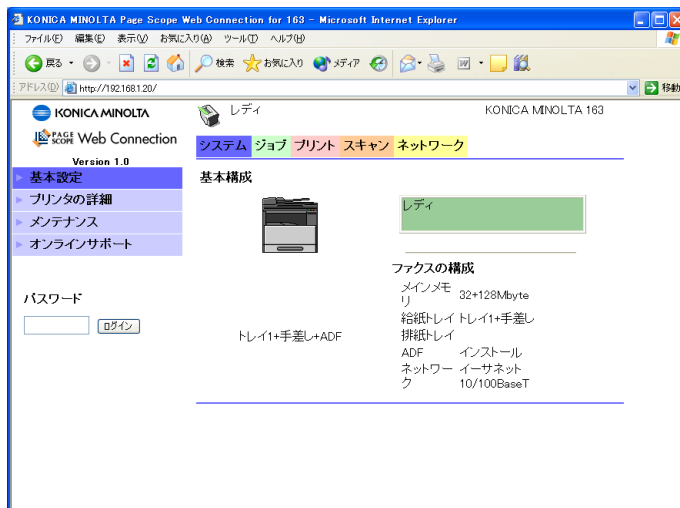 KONICA MINOLTA Page Scope Web Connection for 163 - Microsoft Internet Explorer
ファイル(F) 編集(E) 表示(V) お気に入り(A) ツール(T) ヘルプ(H)
戻る 検索 お気に入り メディア
アドレス(D) http://192.168.1.20/ 移動
KONICA MINOLTA
レディ KONICA MINOLTA 163
PAGE SCOPE Web Connection
Version 1.0
システム ジョブ プリント スキャン ネットワーク
基本設定
プリンタの詳細
メンテナンス
オンラインサポート
パスワード
ログイン
基本構成
レディ
トレイ1+手差し+ADF
ファクスの構成
メインメモリ 32+128Mbyte
給紙トレイ トレイ1+手差し
排紙トレイ
ADF インストール
ネットワーク イーサネット
10/100BaseT